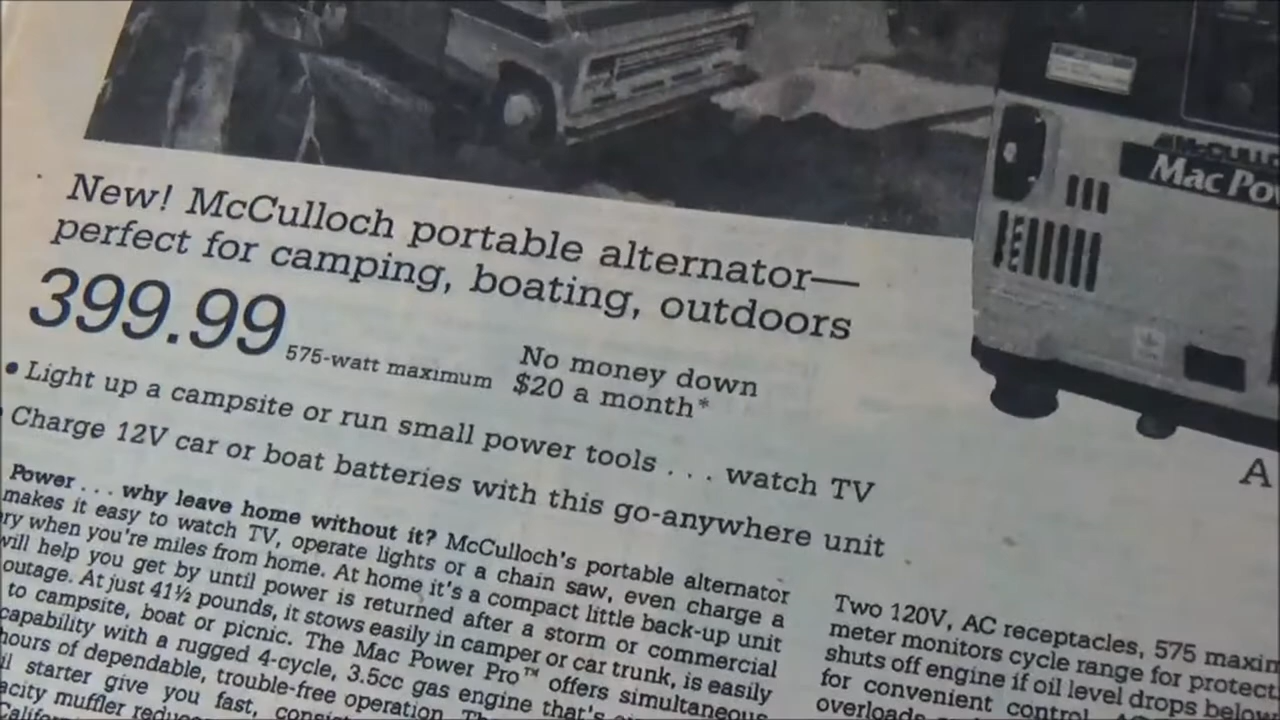 McCULLO
Mac Po
New! McCulloch portable alternator—
perfect for camping, boating, outdoors
399.99 575-watt maximum
No money down
$20 a month*
• Light up a campsite or run small power tools . . . watch TV
Charge 12V car or boat batteries with this go-anywhere unit
A
Power . . . why leave home without it? McCulloch's portable alternator
makes it easy to watch TV, operate lights or a chain saw, even charge a
ry when you're miles from home. At home it's a compact little back-up unit
will help you get by until power is returned after a storm or commercial
outage. At just 41½ pounds, it stows easily in camper or car trunk, is easily
to campsite, boat or picnic. The Mac Power Pro™ offers simultaneous
capability with a rugged 4-cycle, 3.5cc gas engine that's
hours of dependable, trouble-free operation.
il starter give you fast,
acity muffler
California
Two 120V, AC receptacles, 575 maxim
meter monitors cycle range for protect
shuts off engine if oil level drops below
for convenient control
overloads